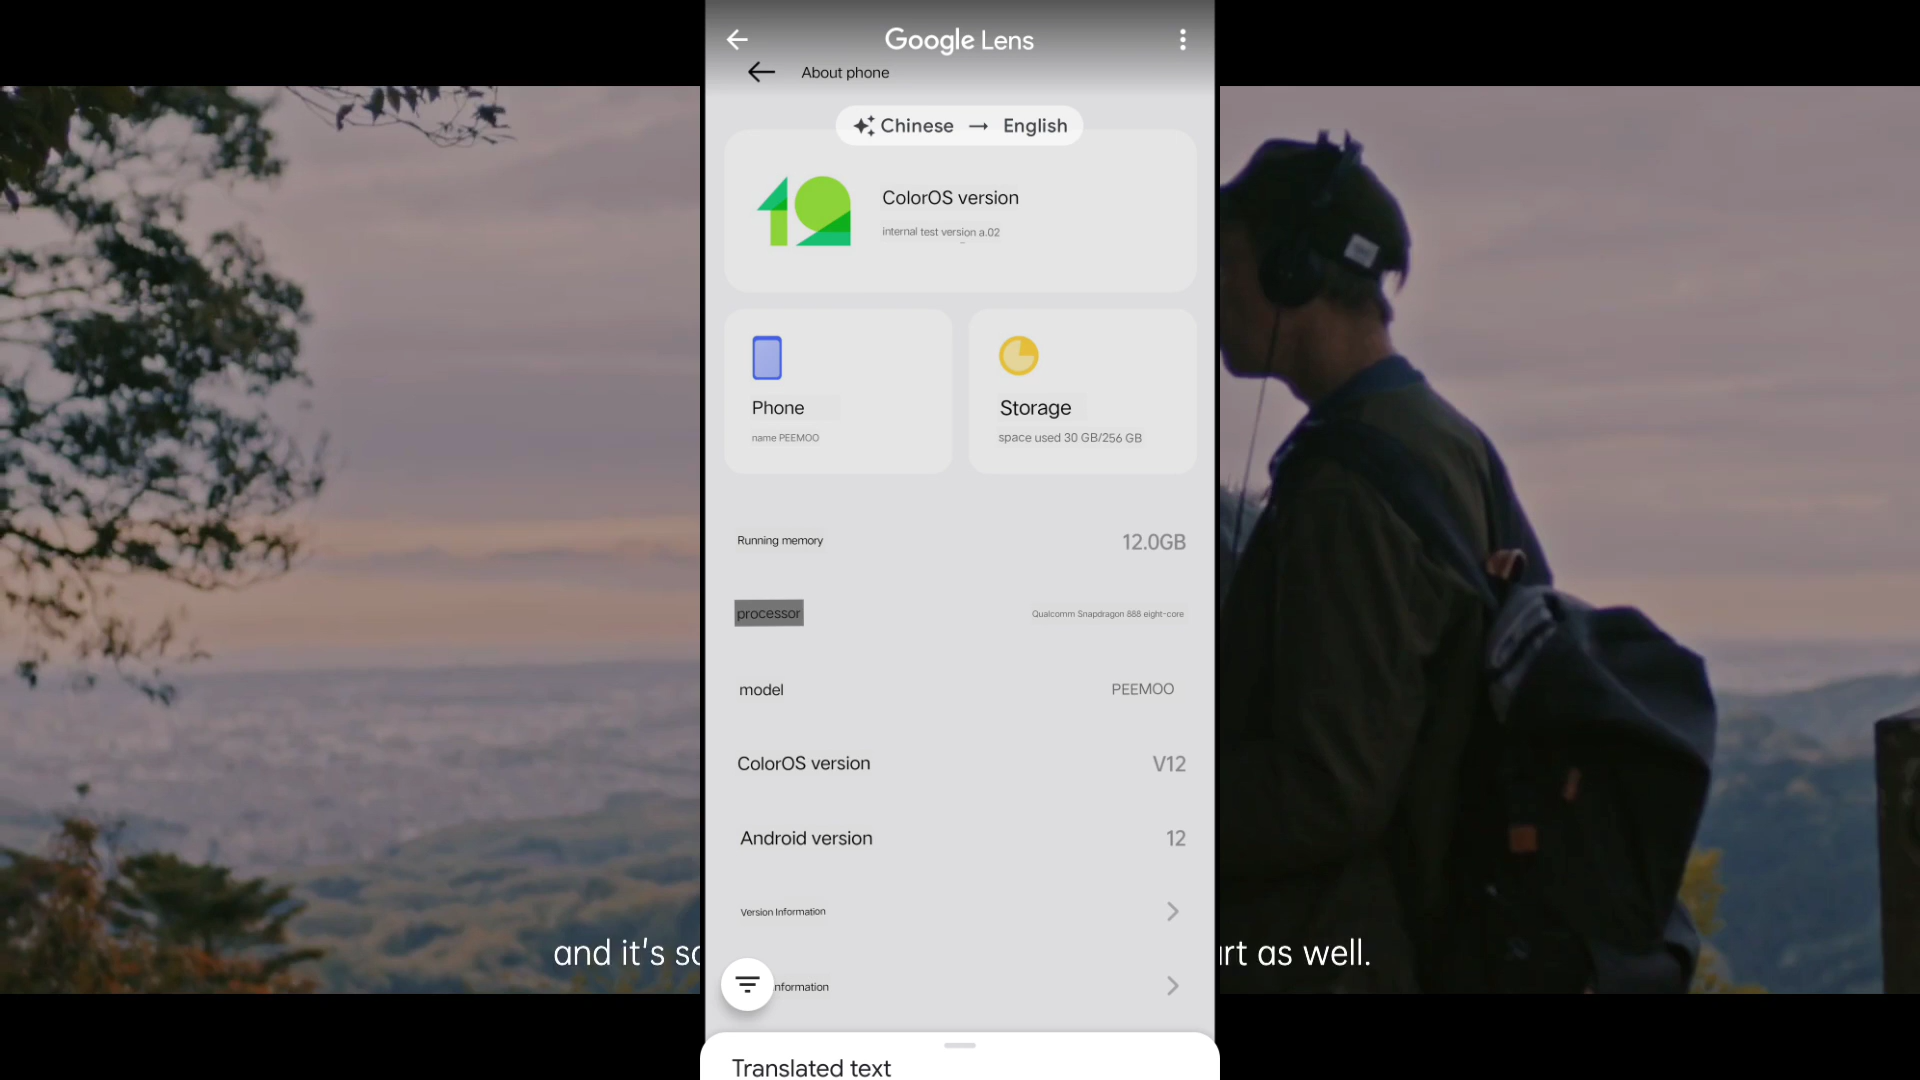 Google Lens
About phone
Chinese → English
12
ColorOS version
internal test version a.02
Phone
name PEEMOO
Storage
space used 30 GB/256 GB
Running memory 12.0GB
processor Qualcomm Snapdragon 888 eight-core
model PEEMOO
ColorOS version V12
Android version 12
Version Information
and it's so
rt as well.
nformation
Translated text